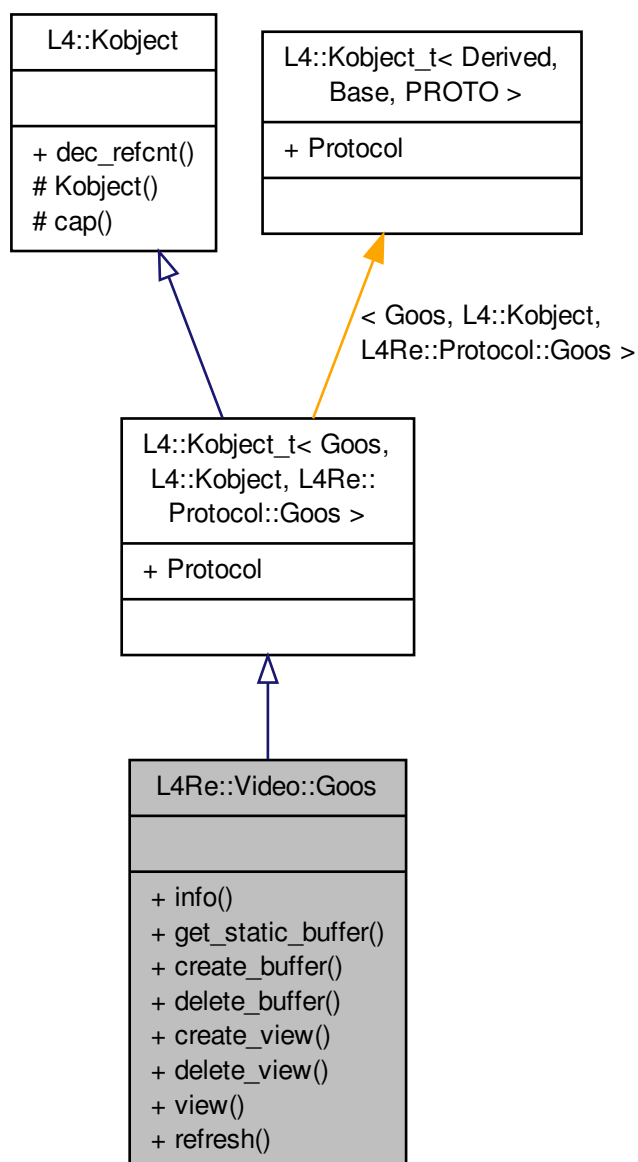 L4::Kobject
+ dec_refcnt()
# Kobject()
# cap()
L4::Kobject_t< Derived,
Base, PROTO >
+ Protocol
< Goos, L4::Kobject,
L4Re::Protocol::Goos >
L4::Kobject_t< Goos,
L4::Kobject, L4Re::
Protocol::Goos >
+ Protocol
L4Re::Video::Goos
+ info()
+ get_static_buffer()
+ create_buffer()
+ delete_buffer()
+ create_view()
+ delete_view()
+ view()
+ refresh()